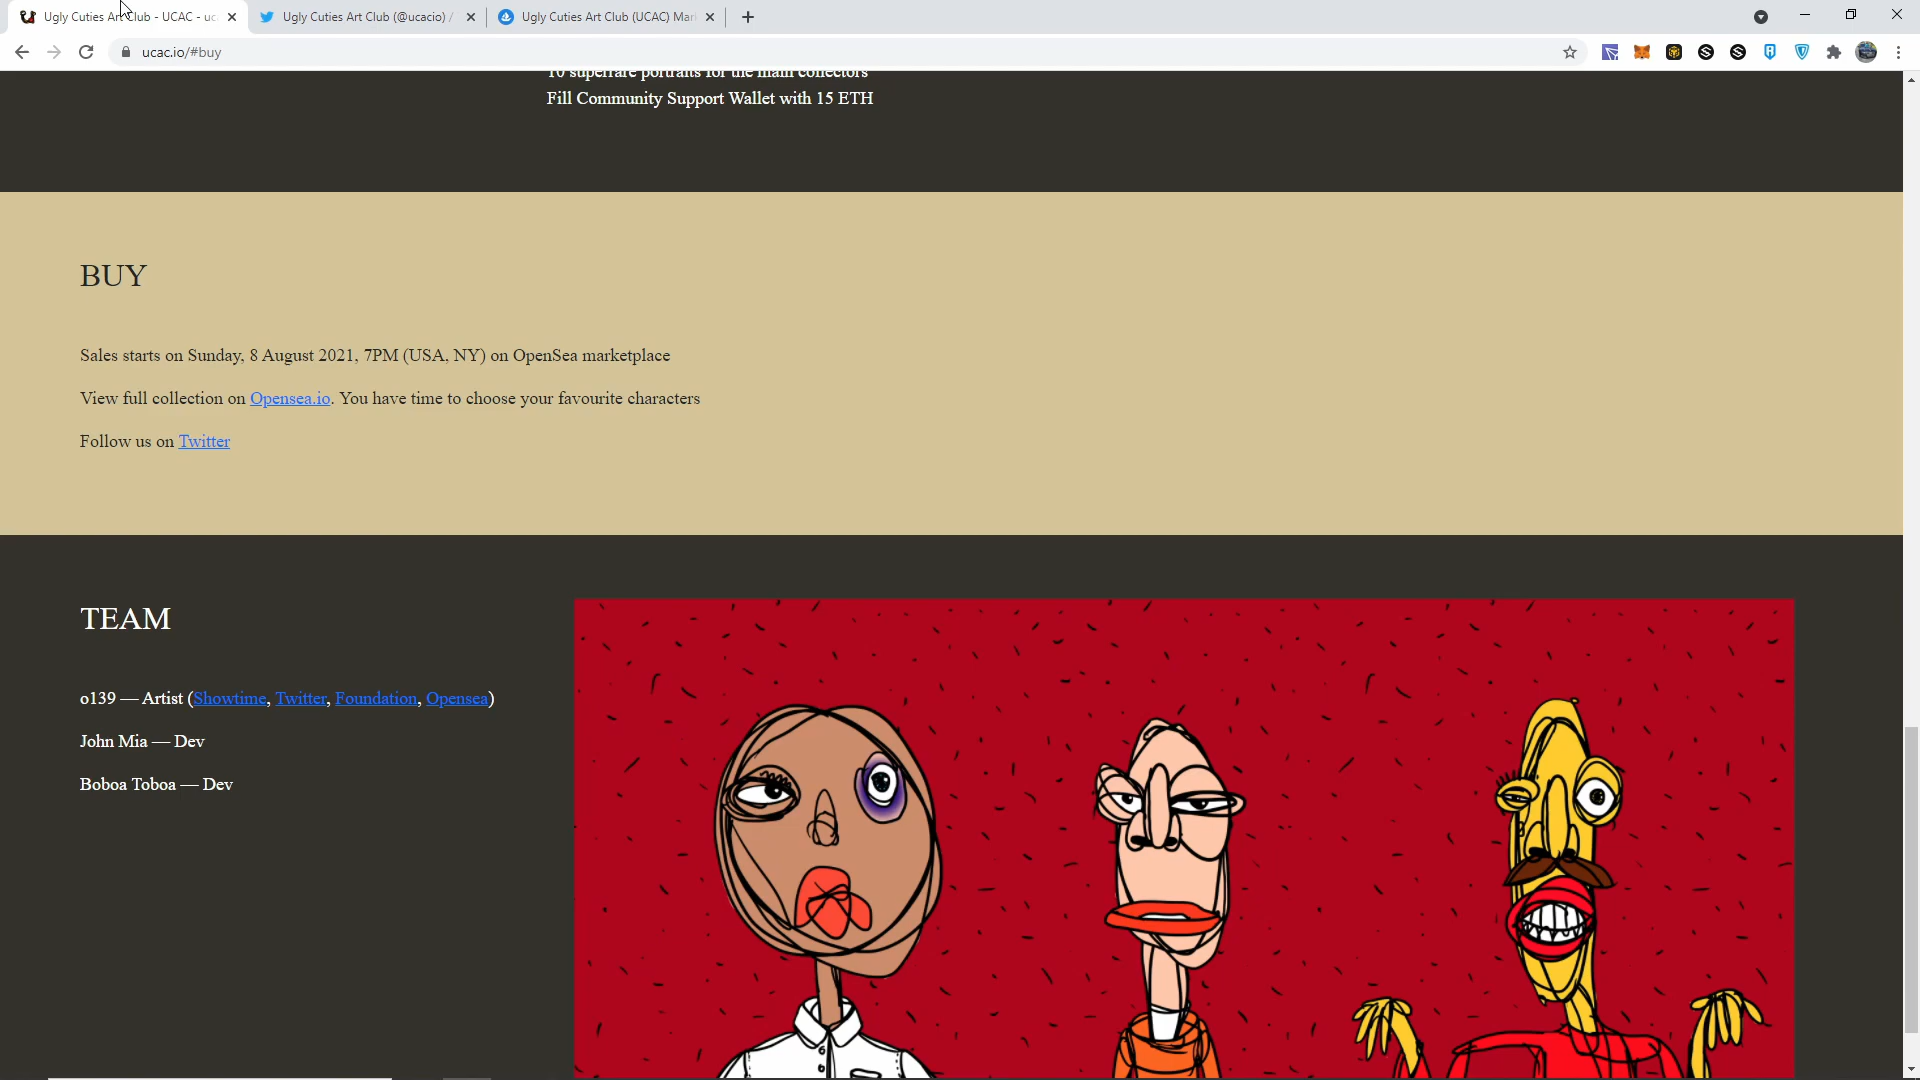 Ugly Cuties Art Club - UCAC - uc
Ugly Cuties Art Club (@ucacio) /
Ugly Cuties Art Club (UCAC) Mar
ucac.io/#buy
10 superrare portraits for the main collectors
Fill Community Support Wallet with 15 ETH
BUY
Sales starts on Sunday, 8 August 2021, 7PM (USA, NY) on OpenSea marketplace
View full collection on Opensea.io. You have time to choose your favourite characters
Follow us on Twitter
TEAM
o139 — Artist (Showtime, Twitter, Foundation, Opensea)
John Mia — Dev
Boboa Toboa — Dev